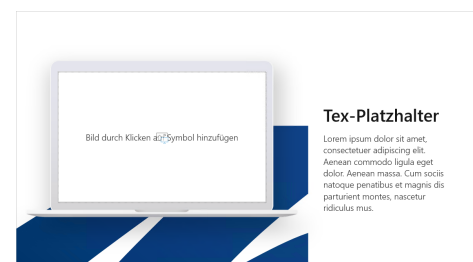 Bild durch Klicken auf Symbol hinzufügen
Tex-Platzhalter
Lorem ipsum dolor sit amet,
consectetuer adipiscing elit.
Aenean commodo ligula eget
dolor. Aenean massa. Cum sociis
natoque penatibus et magnis dis
parturient montes, nascetur
ridiculus mus.